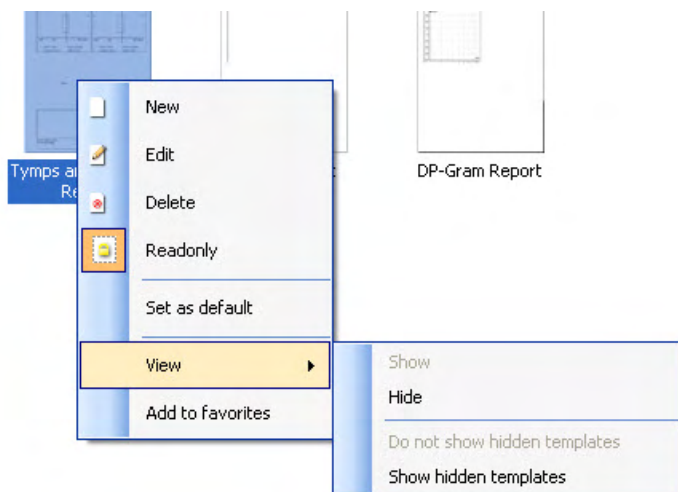 New
Edit
Tymps a
Re
DP-Gram Report
Delete
Readonly
Set as default
View
Show
Hide
Add to favorites
Do not show hidden templates
Show hidden templates